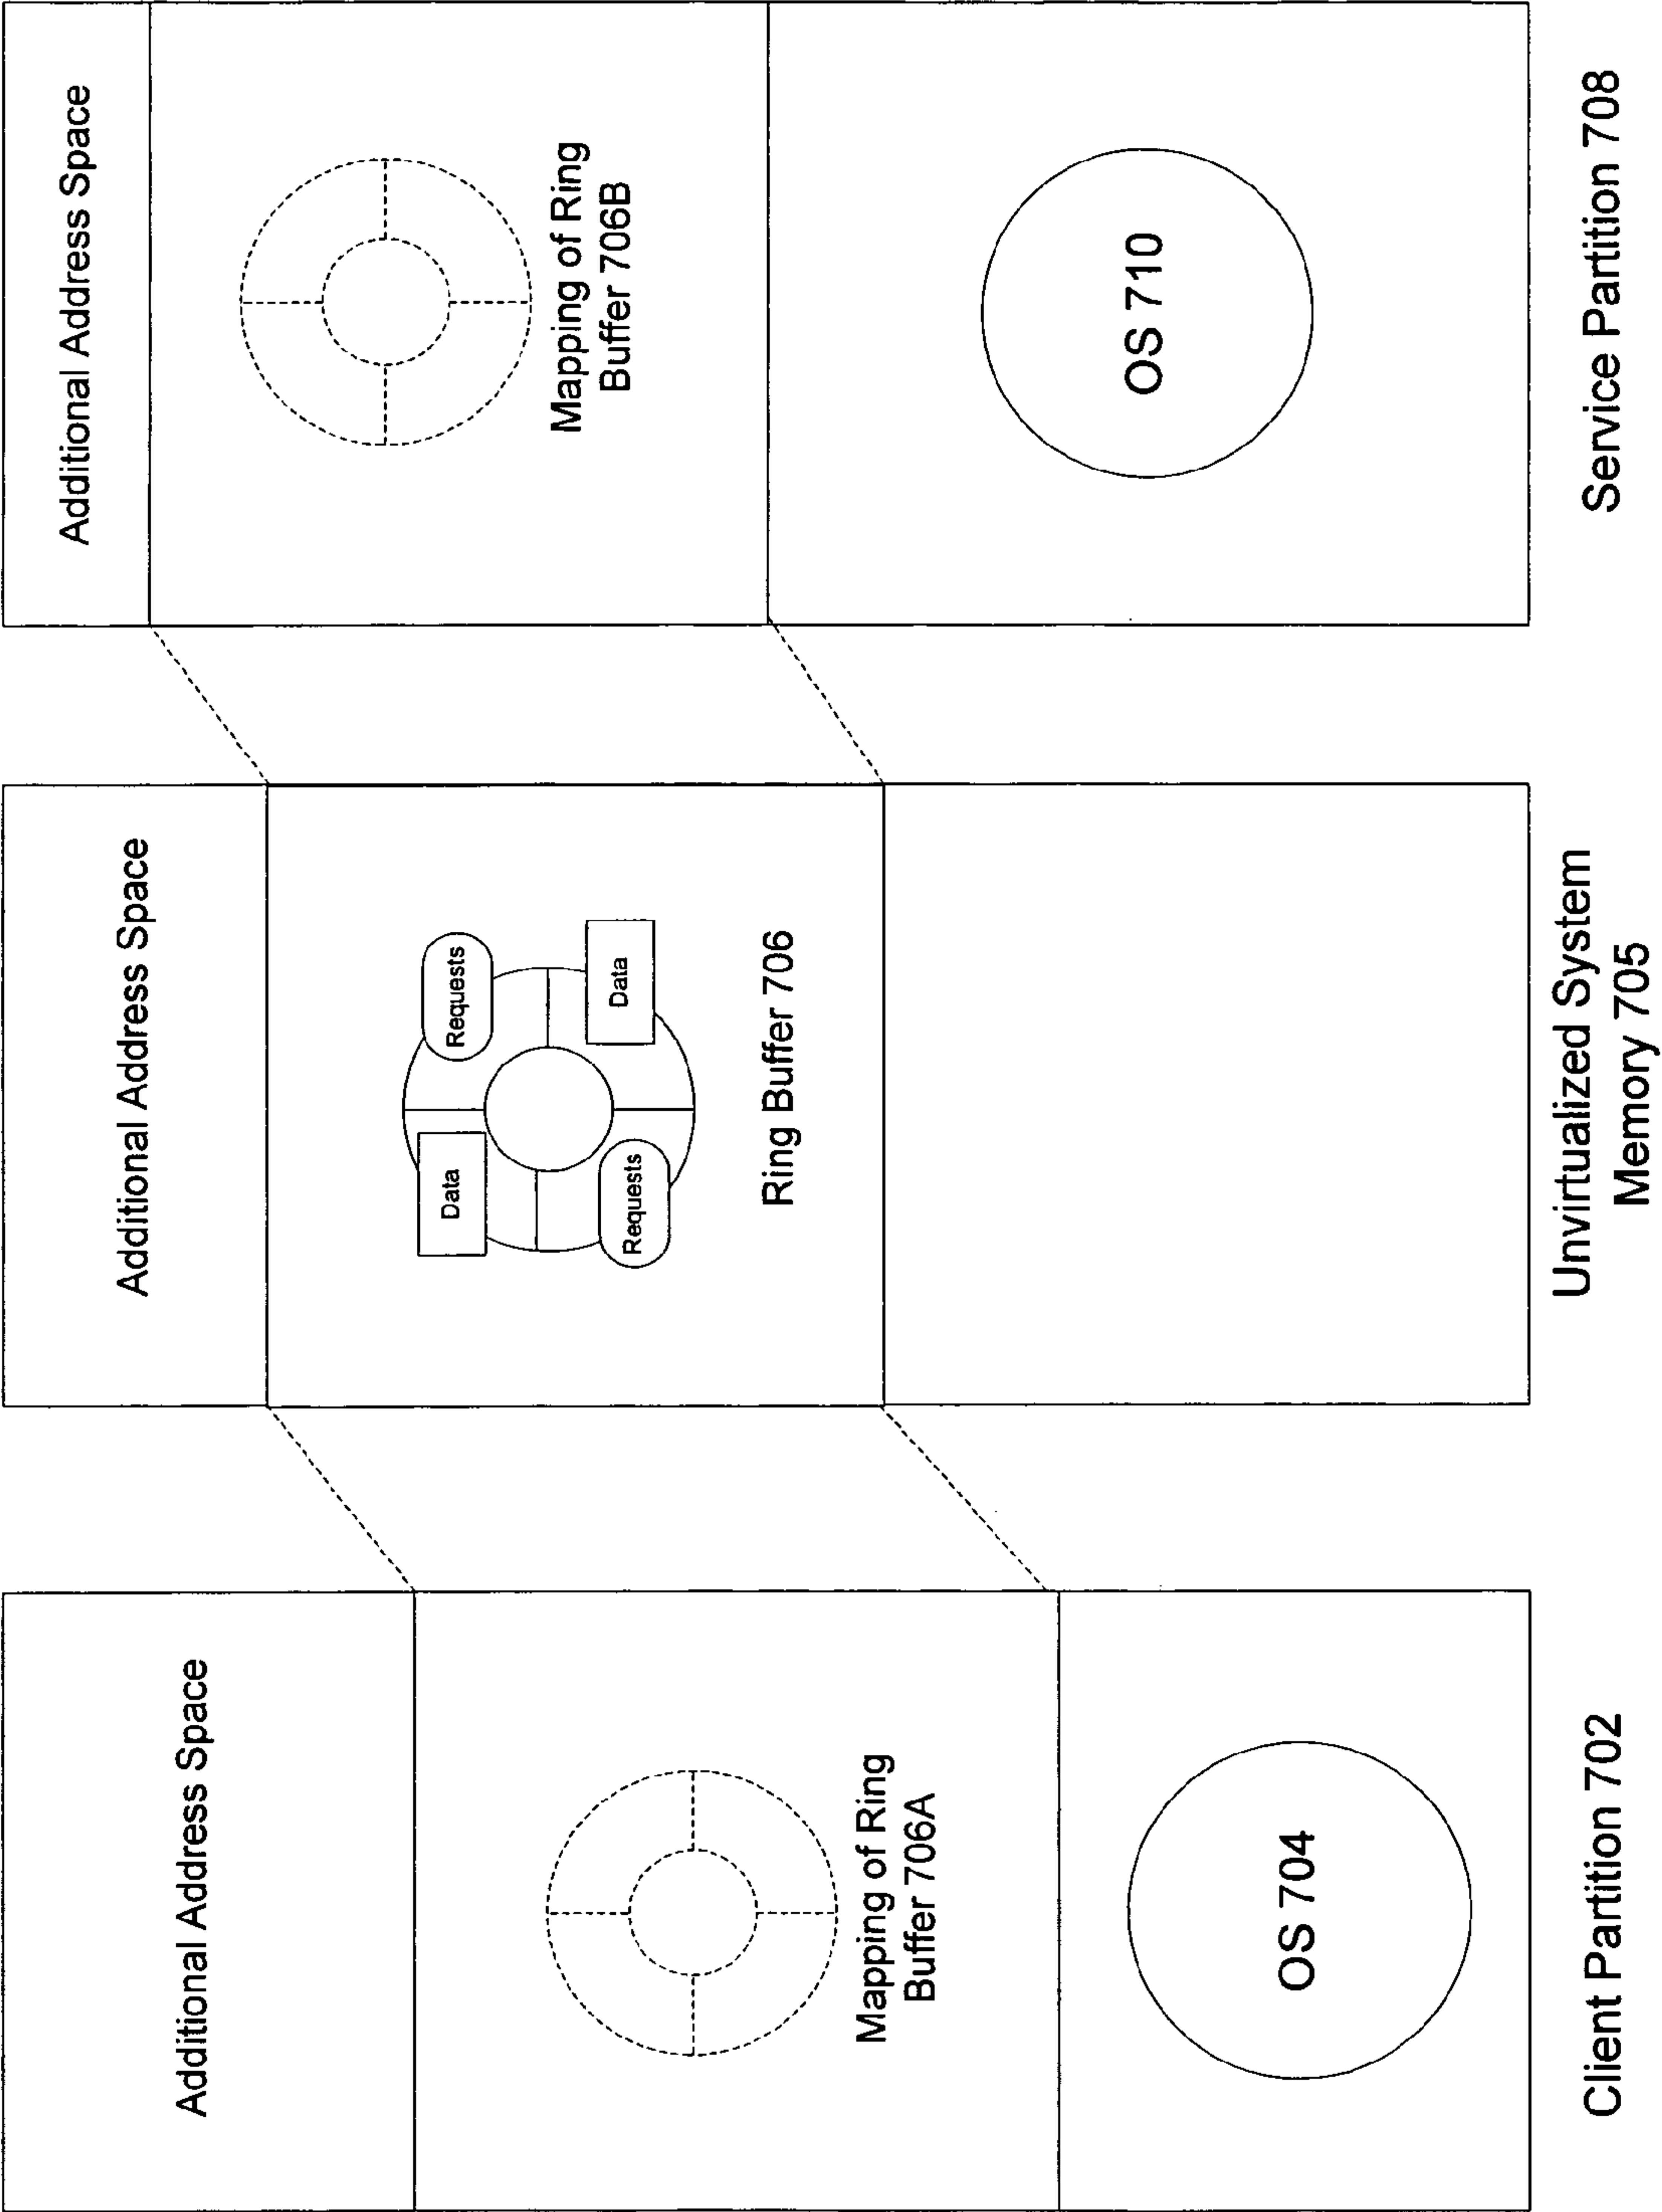 Additional Address Space
Mapping of Ring
Buffer 706A
OS 704
Client Partition 702
Additional Address Space
Data
Requests
Requests
Data
Ring Buffer 706
Unvirtualized System
Memory 705
Additional Address Space
Mapping of Ring
Buffer 706B
OS 710
Service Partition 708